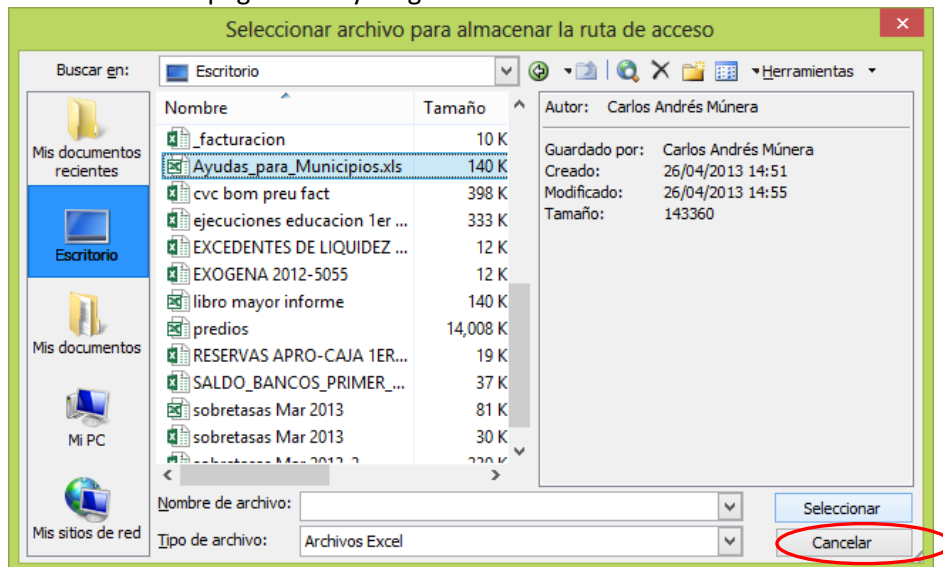 Seleccionar archivo para almacenar la ruta de acceso
Buscar en:
Escritorio
Herramientas
Mis documentos
recientes
Escritorio
Mis documentos
Mi PC
Mis sitios de red
Nombre Tamaño
_facturacion 10 K
Ayudas_para_Municipios.xls 140 K
cvc bom preu fact 398 K
ejecuciones educacion 1er ... 333 K
EXCEDENTES DE LIQUIDEZ ... 12 K
EXOGENA 2012-5055 12 K
libro mayor informe 140 K
predios 14,008 K
RESERVAS APRO-CAJA 1ER... 19 K
SALDO_BANCOS_PRIMER_... 37 K
sobretasas Mar 2013 81 K
sobretasas Mar 2013 30 K
Autor: Carlos Andrés Múnera
Guardado por: Carlos Andrés Múnera
Creado: 26/04/2013 14:51
Modificado: 26/04/2013 14:55
Tamaño: 143360
Nombre de archivo:
Seleccionar
Tipo de archivo: Archivos Excel
Cancelar